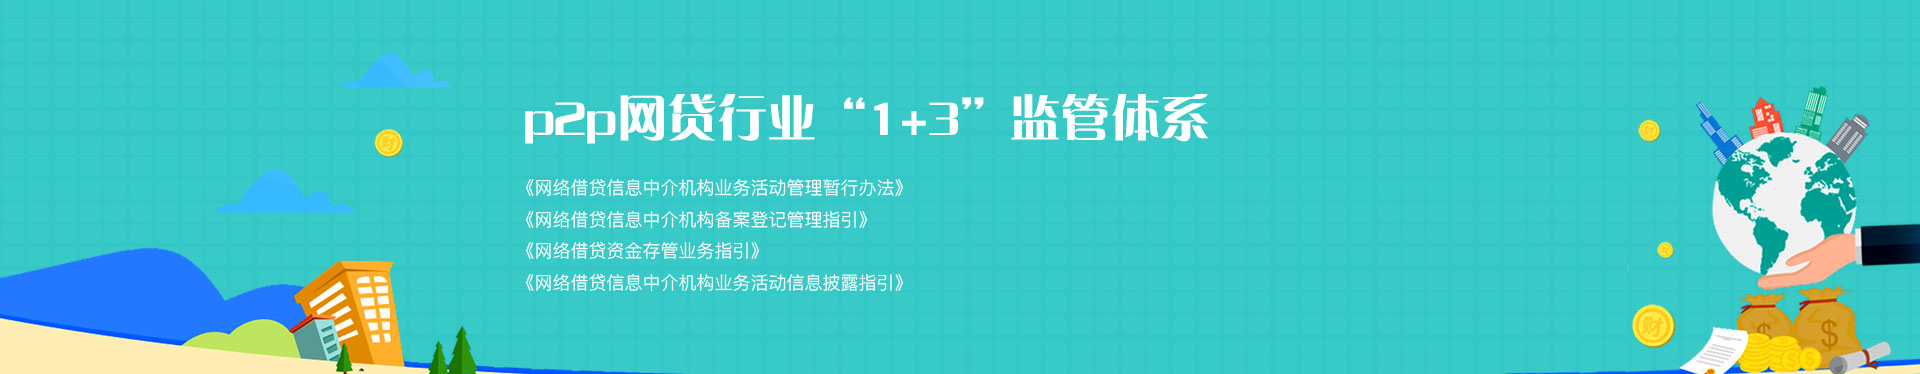 p2p网贷行业“1+3”监管体系
《网络借贷信息中介机构业务活动管理暂行办法》
《网络借贷信息中介机构备案登记管理指引》
《网络借贷资金存管业务指引》
《网络借贷信息中介机构业务活动信息披露指引》
财
财
财
$
$